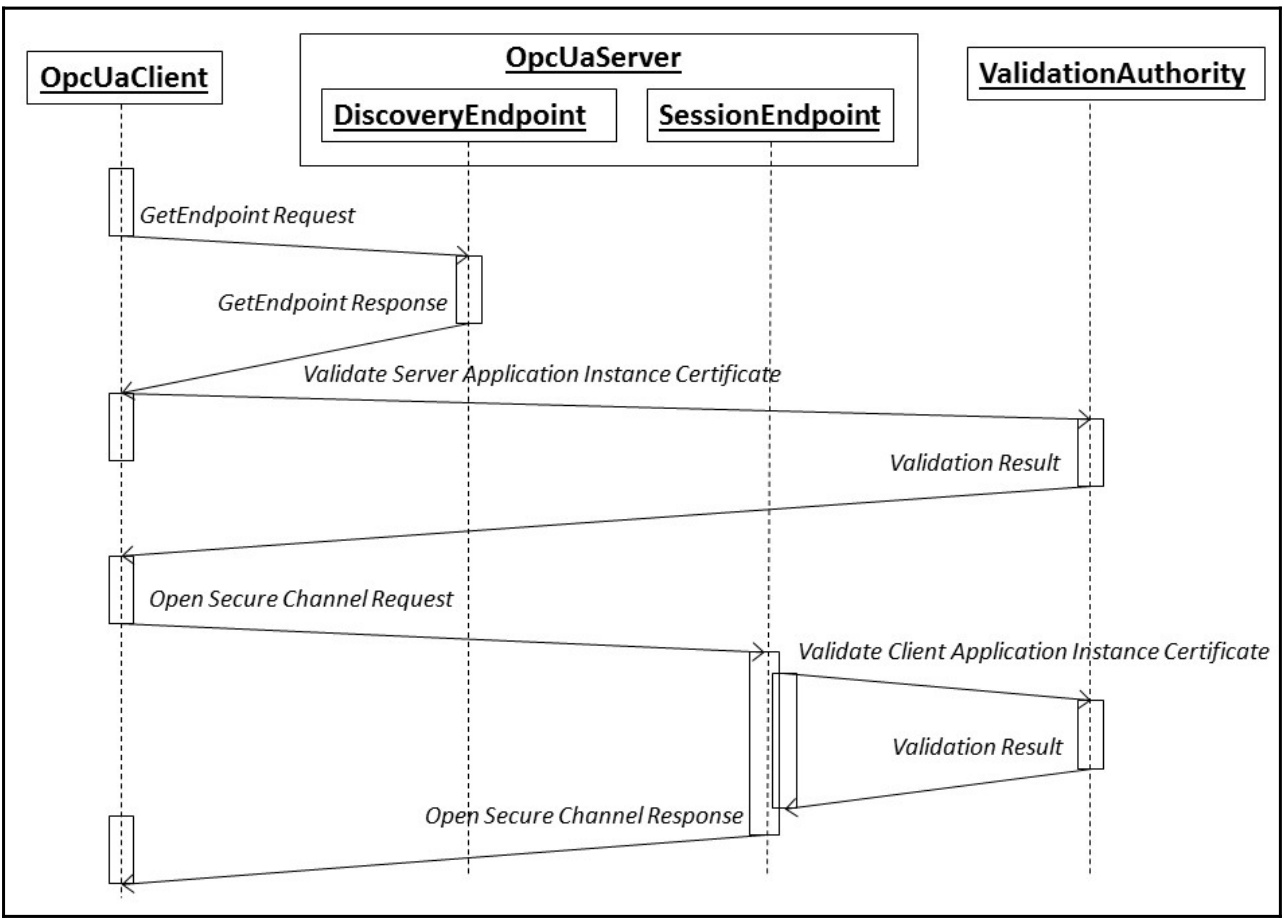 OpcUaClient
OpcUaServer
DiscoveryEndpoint
SessionEndpoint
ValidationAuthority
GetEndpoint Request
GetEndpoint Response
Validate Server Application Instance Certificate
Validation Result
Open Secure Channel Request
Validate Client Application Instance Certificate
Validation Result
Open Secure Channel Response